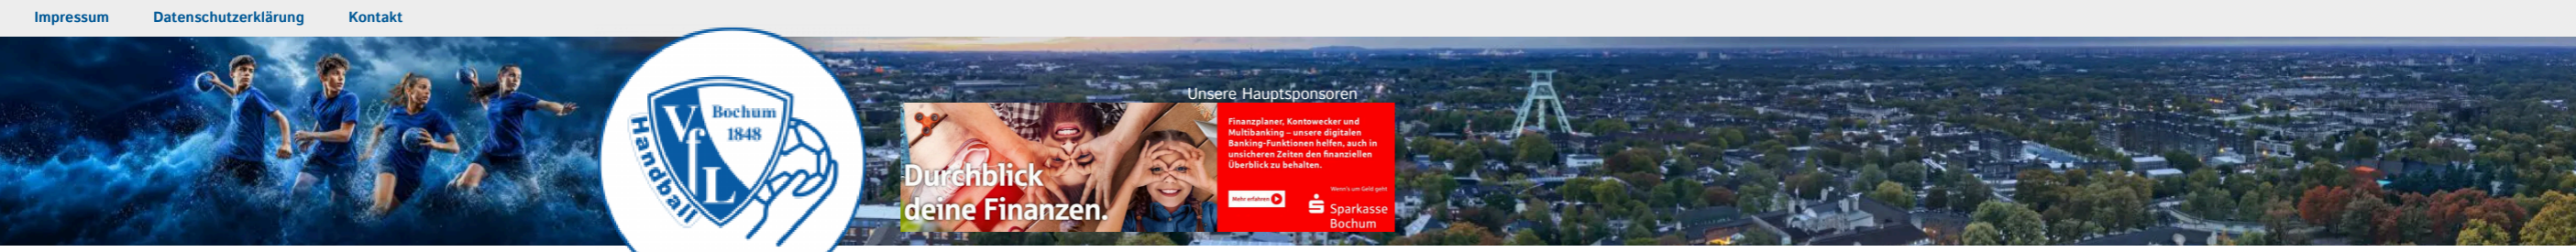 Impressum Datenschutzerklärung Kontakt
Unsere Hauptsponsoren
VfL
Bochum
1848
Handball
Durchblick
deine Finanzen.
Finanzplaner, Kontowecker und
Multibanking – unsere digitalen
Banking-Funktionen helfen, auch in
unsicheren Zeiten den finanziellen
Überblick zu behalten.
Mehr erfahren
Wenn's um Geld geht
Sparkasse
Bochum